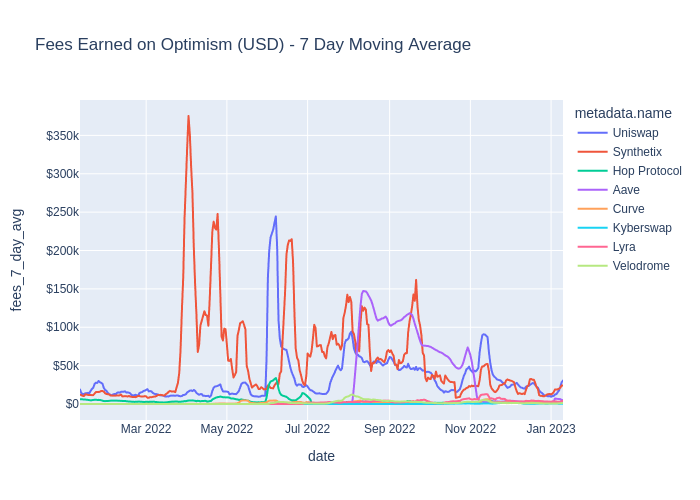 Fees Earned on Optimism (USD) - 7 Day Moving Average
metadata.name
Uniswap
Synthetix
Hop Protocol
Aave
Curve
Kyberswap
Lyra
Velodrome
fees_7_day_avg
$350k
$300k
$250k
$200k
$150k
$100k
$50k
$0
Mar 2022
May 2022
Jul 2022
Sep 2022
Nov 2022
Jan 2023
date